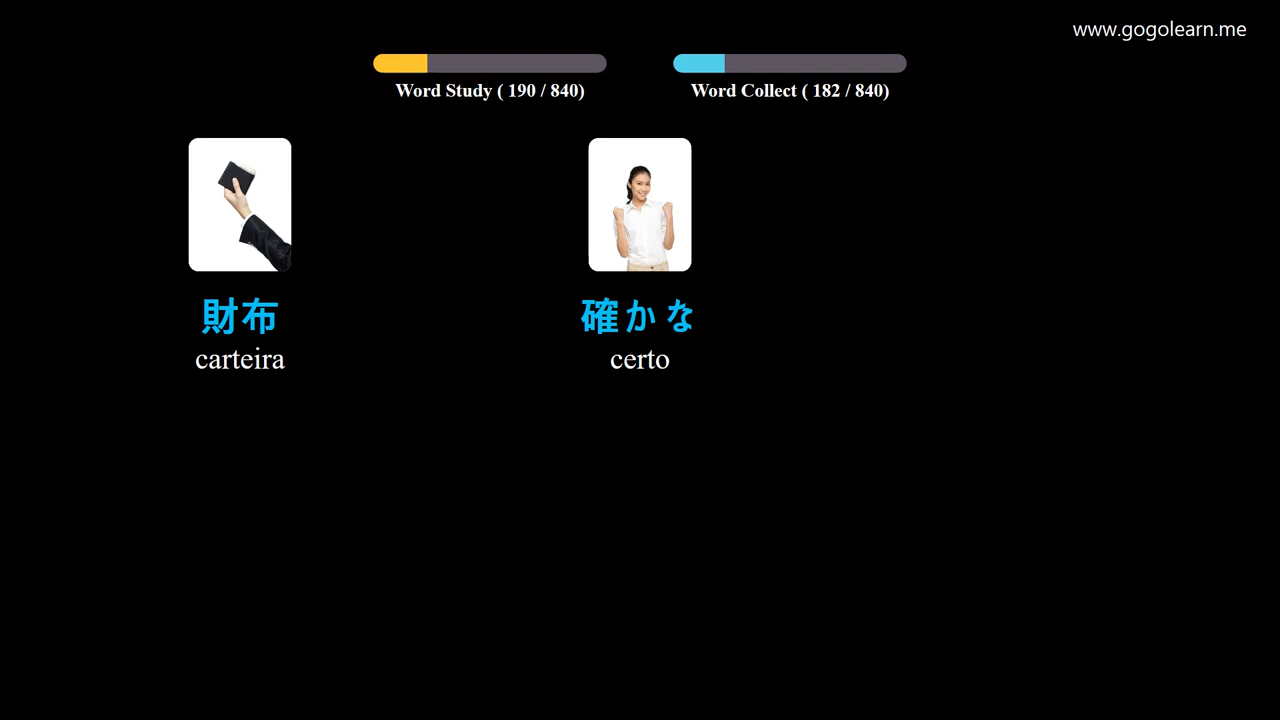 www.gogolearn.me
Word Study ( 190 / 840)
Word Collect ( 182 / 840)
財布
carteira
確かな
certo